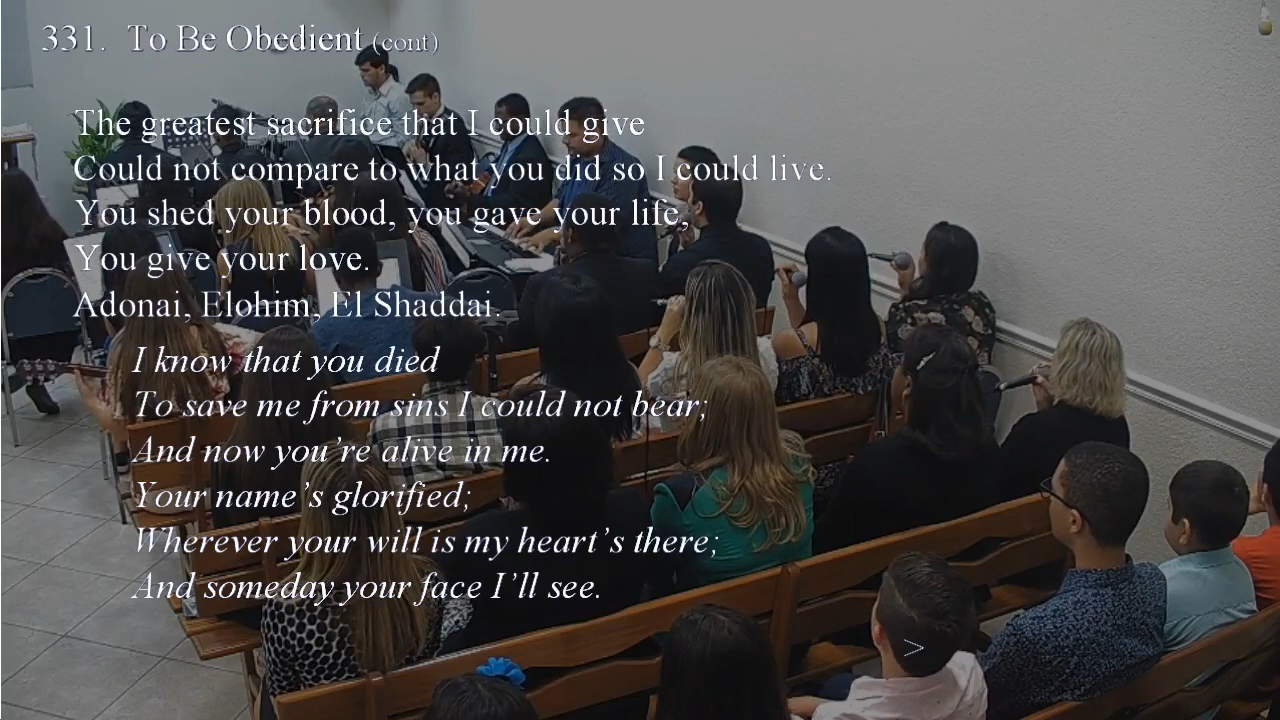 331. To Be Obedient (cont)
The greatest sacrifice that I could give
Could not compare to what you did so I could live.
You shed your blood, you gave your life,
You give your love.
Adonai, Elohim, El Shaddai.
I know that you died
To save me from sins I could not bear;
And now you’re alive in me.
Your name’s glorified;
Wherever your will is my heart’s there;
And someday your face I’ll see.
>